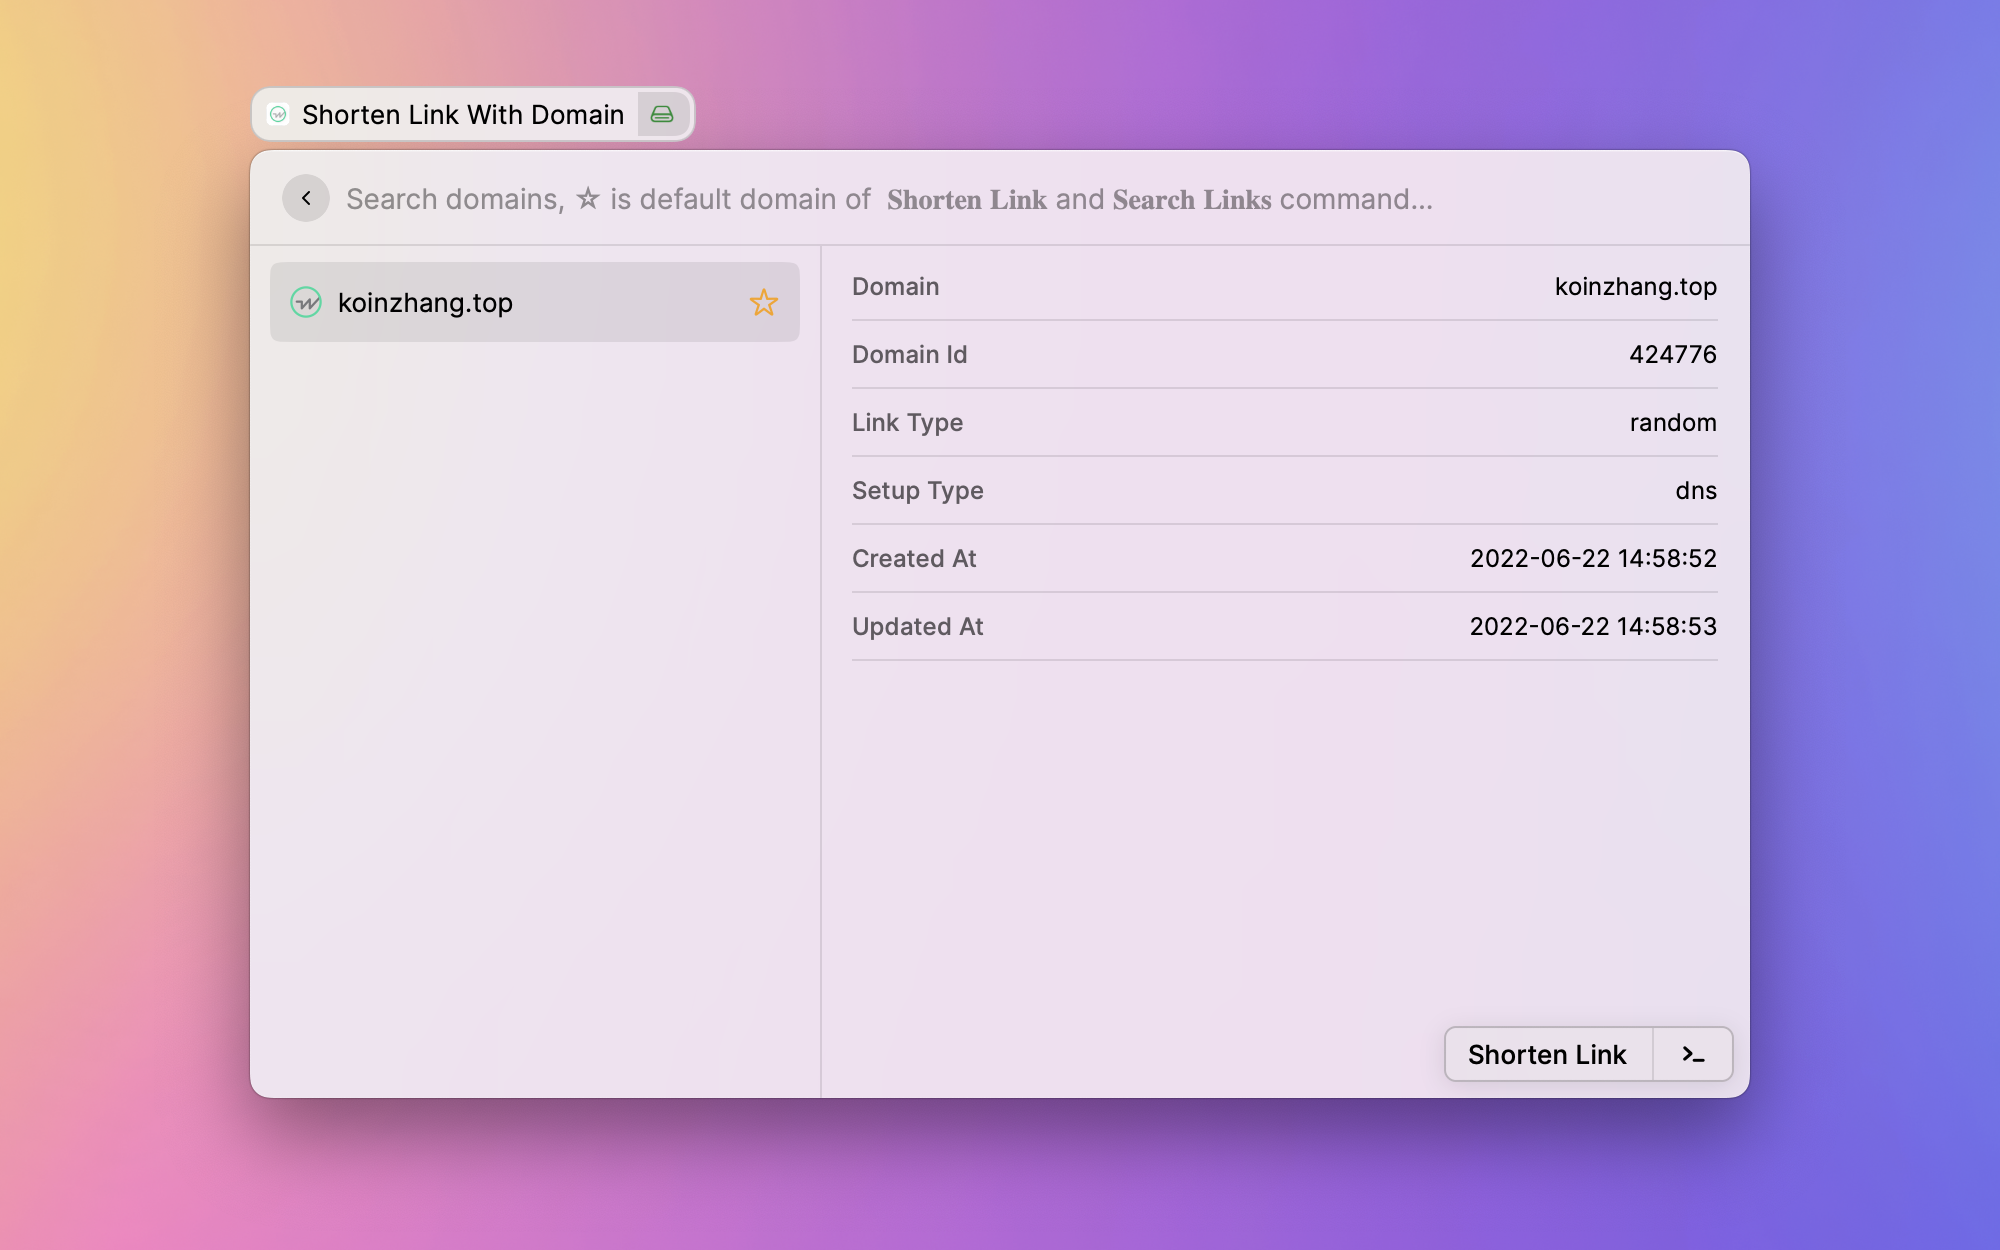 Shorten Link With Domain
Search domains, ☆ is default domain of Shorten Link and Search Links command...
koinzhang.top
Domain koinzhang.top
Domain Id 424776
Link Type random
Setup Type dns
Created At 2022-06-22 14:58:52
Updated At 2022-06-22 14:58:53
Shorten Link >_